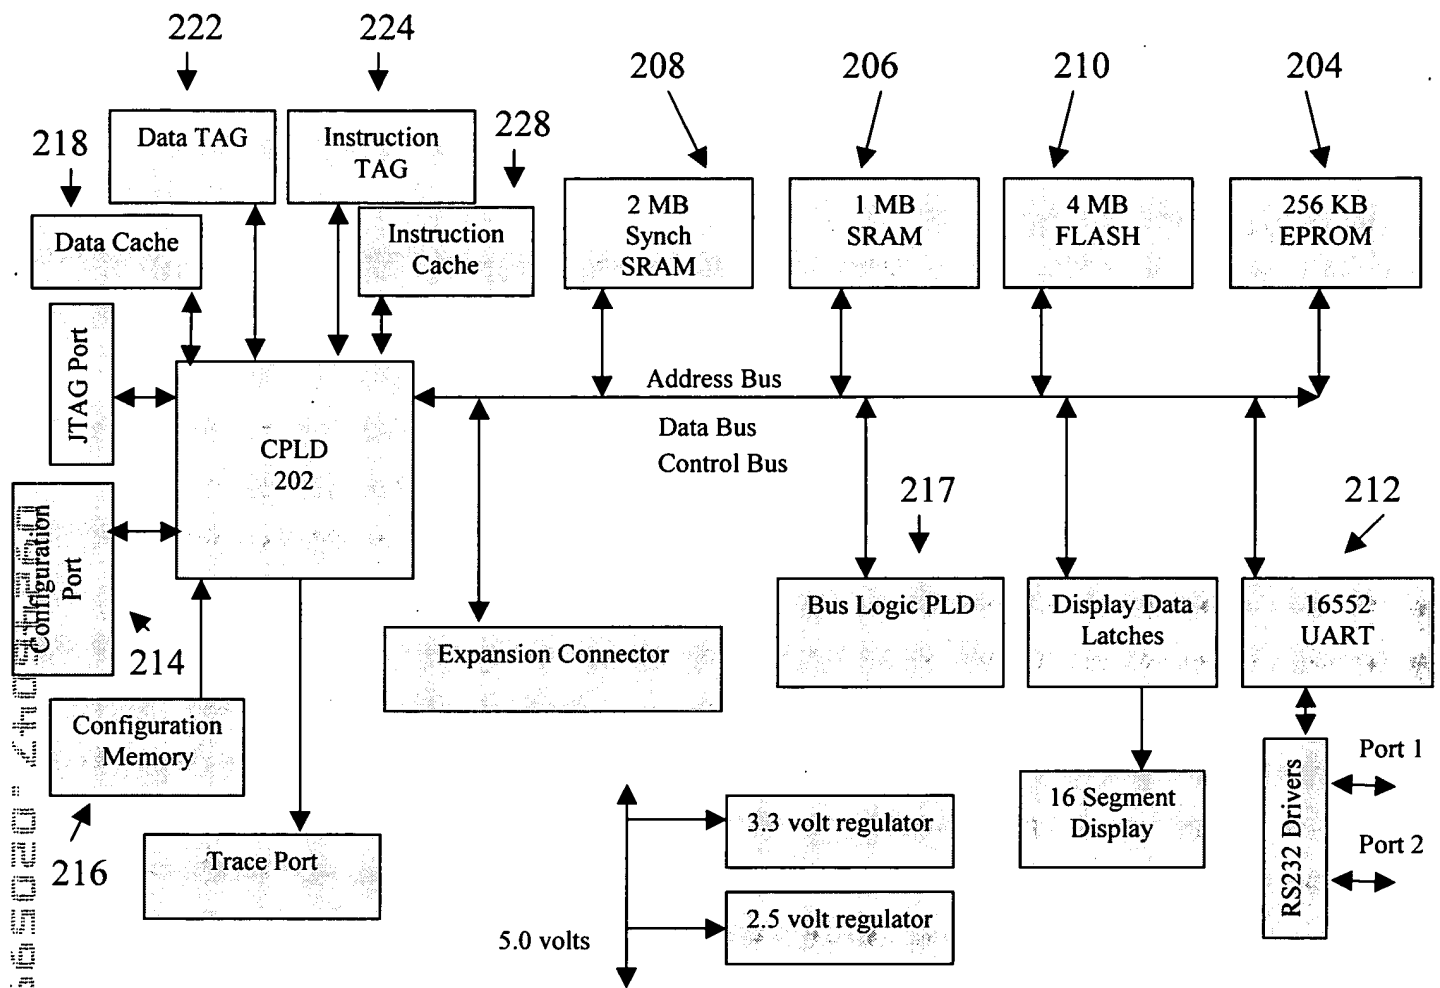 222
224
208
206
210
204
Data TAG
Instruction
TAG
228
218
2 MB
Synch
SRAM
1 MB
SRAM
4 MB
FLASH
256 KB
EPROM
Data Cache
Instruction
Cache
JTAG Port
Address Bus
Data Bus
Control Bus
CPLD
202
217
212
Configuration
Port
214
Bus Logic PLD
Display Data
Latches
16552
UART
Expansion Connector
Configuration
Memory
216
Trace Port
3.3 volt regulator
2.5 volt regulator
5.0 volts
16 Segment
Display
RS232 Drivers
Port 1
Port 2